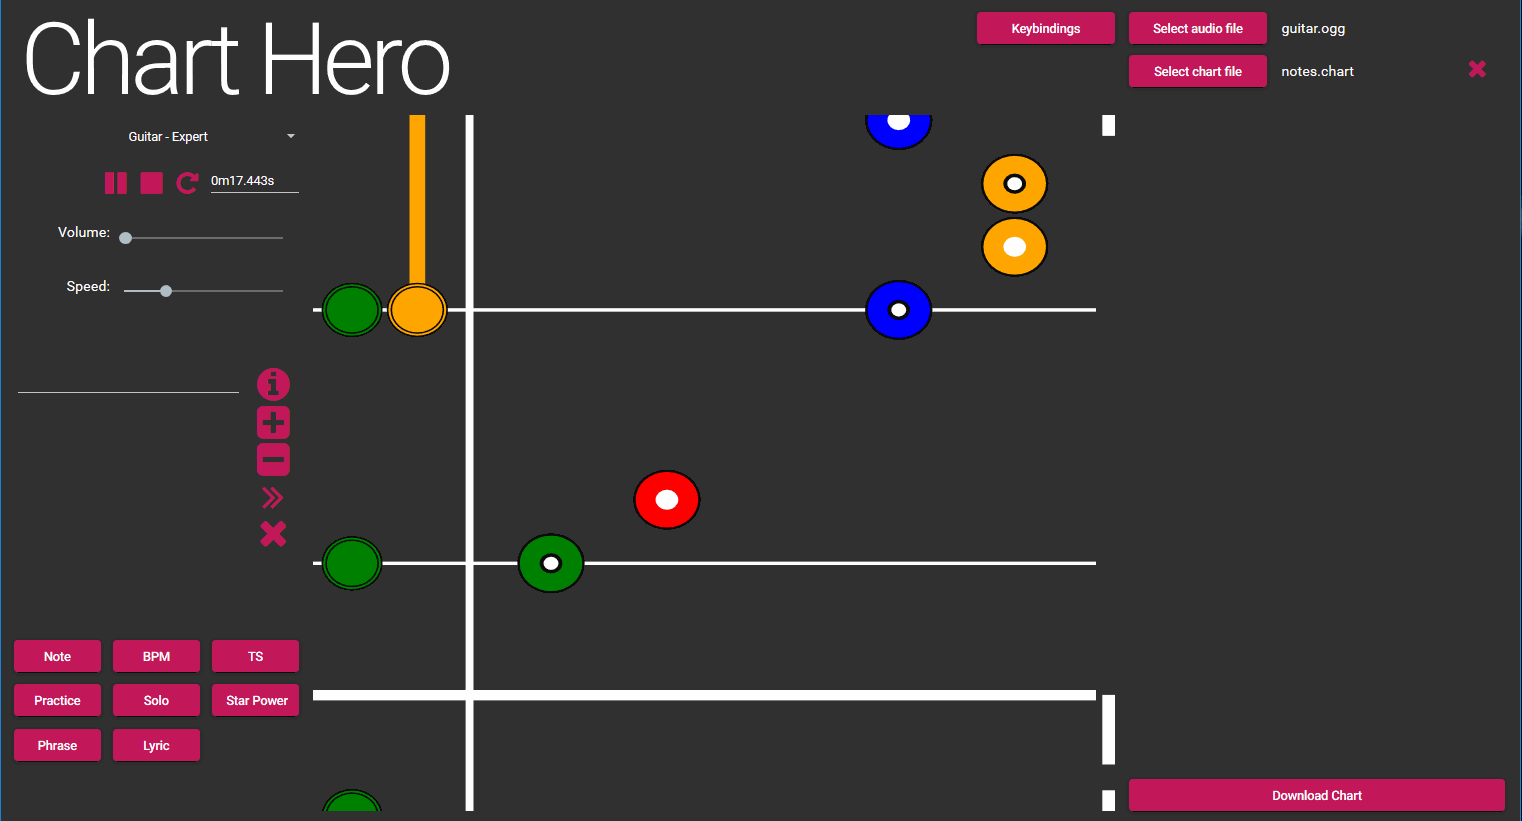 Chart Hero
Keybindings
Select audio file
guitar.ogg
Select chart file
notes.chart
Guitar - Expert
0m17.443s
Volume:
Speed:
Note
BPM
TS
Practice
Solo
Star Power
Phrase
Lyric
Download Chart